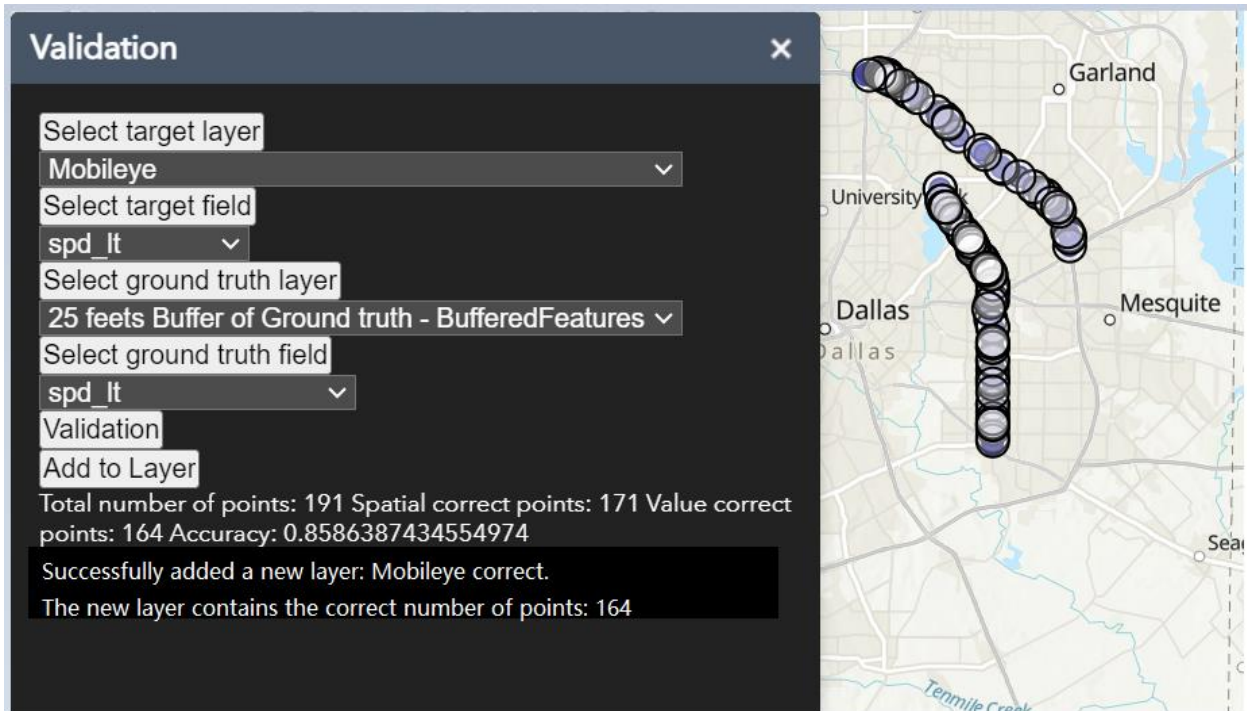 Validation
×
Select target layer
Mobileye
Select target field
spd_lt
Select ground truth layer
25 feets Buffer of Ground truth - BufferedFeatures
Select ground truth field
spd_lt
Validation
Add to Layer
Total number of points: 191 Spatial correct points: 171 Value correct
points: 164 Accuracy: 0.8586387434554974
Successfully added a new layer: Mobileye correct.
The new layer contains the correct number of points: 164
Garland
University
Dallas
Mesquite
Dallas
Seag
Tenmile Creek